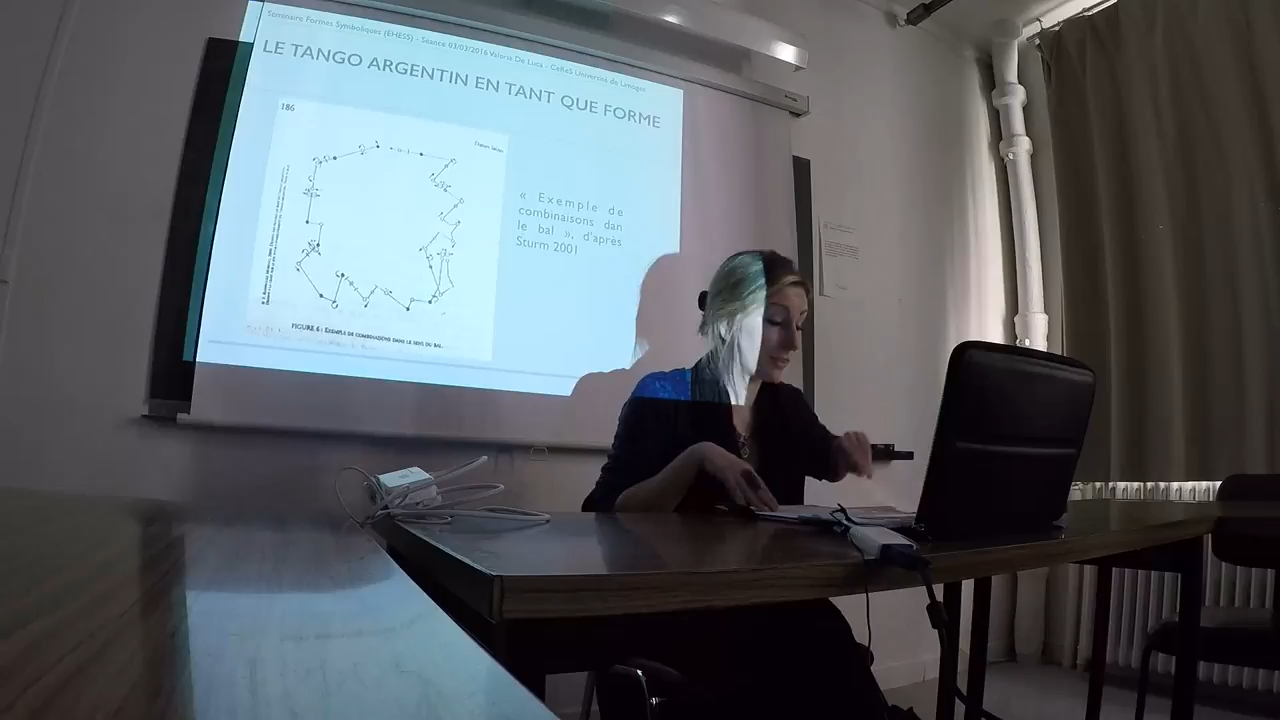 Seminaire Formes Symboliques (EHESS) - Séance 03/03/2016 Valeria De Luca - CeReS Université de Limoges
LE TANGO ARGENTIN EN TANT QUE FORME
186
« Exemple de
combinaisons dan
le bal », d'après
Sturm 2001
FIGURE 6 : EXEMPLE DE COMBINAISONS DANS LE SENS DU BAL.